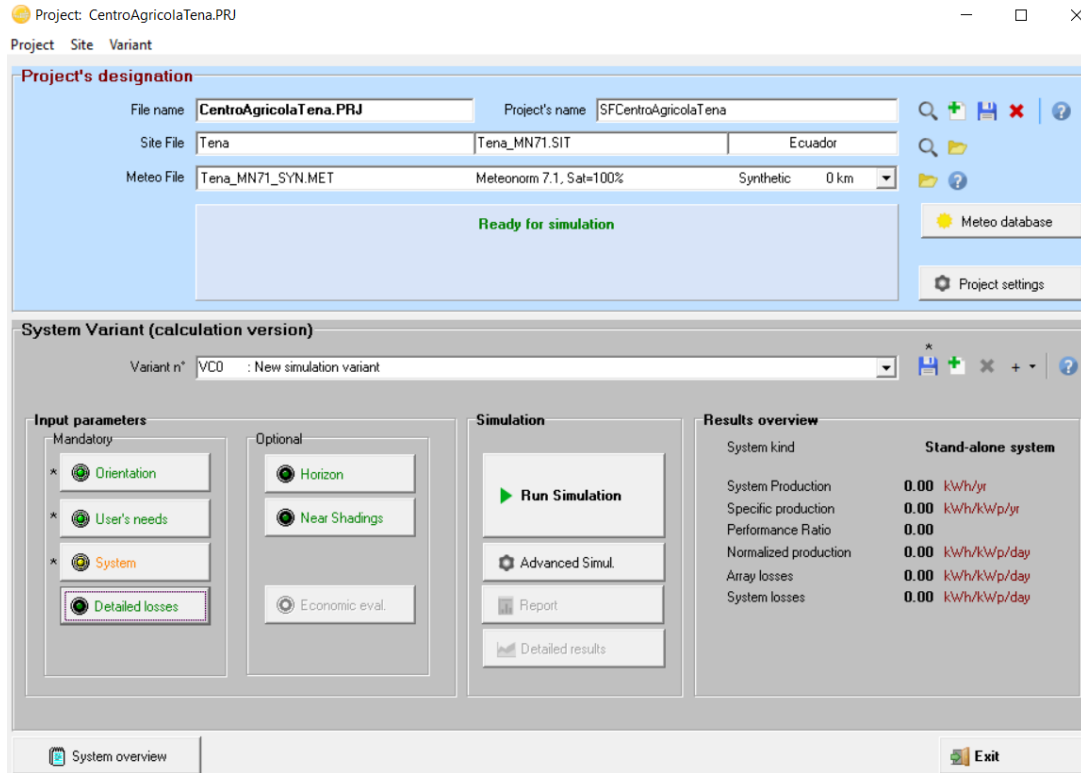 Project: CentroAgricolaTena.PRJ
Project Site Variant
Project's designation
File name CentroAgricolaTena.PRJ Project's name SFCentroAgricolaTena
Site File Tena Tena_MN71.SIT Ecuador
Meteo File Tena_MN71_SYN.MET Meteonorm 7.1, Sat=100% Synthetic 0 km
Ready for simulation
Meteo database
Project settings
System Variant (calculation version)
Variant n° VC0 : New simulation variant
*
+
Input parameters
Mandatory
* Orientation
* User's needs
* System
Detailed losses
Optional
Horizon
Near Shadings
Economic eval.
Simulation
Run Simulation
Advanced Simul.
Report
Detailed results
Results overview
System kind Stand-alone system
System Production 0.00 kWh/yr
Specific production 0.00 kWh/kWp/yr
Performance Ratio 0.00
Normalized production 0.00 kWh/kWp/day
Array losses 0.00 kWh/kWp/day
System losses 0.00 kWh/kWp/day
System overview
Exit